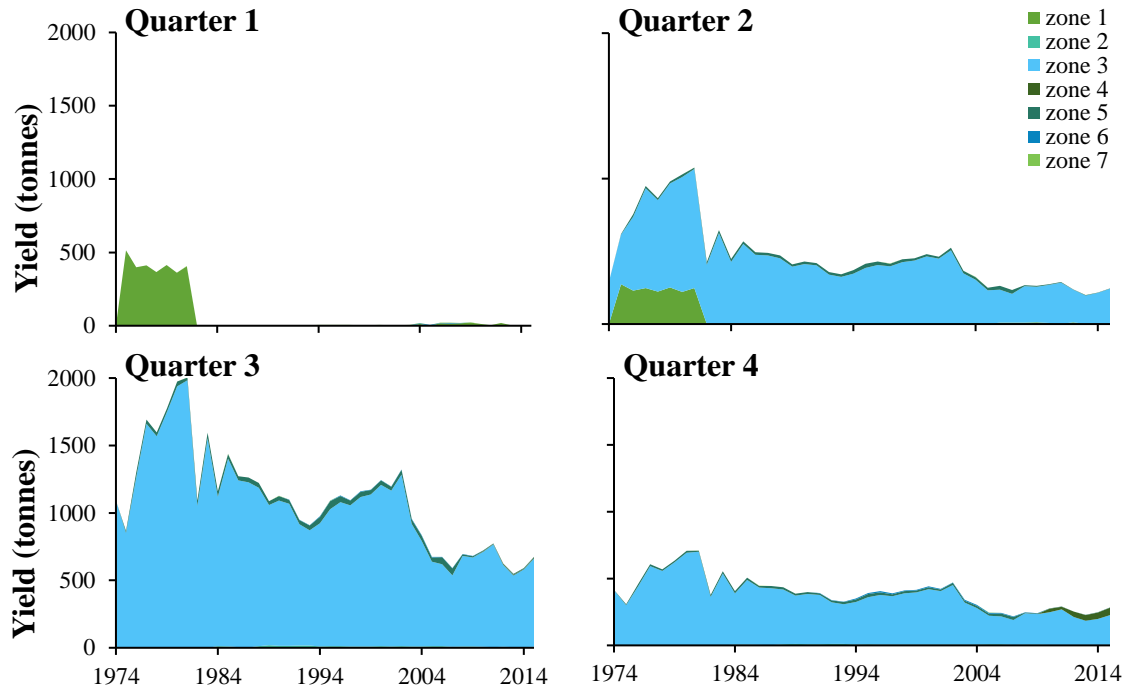 Quarter 1
Quarter 2
2000
1500
1000
500
0
Yield (tonnes)
zone 1
zone 2
zone 3
zone 4
zone 5
zone 6
zone 7
Quarter 3
Quarter 4
2000
1500
1000
500
0
Yield (tonnes)
1974 1984 1994 2004 2014
1974 1984 1994 2004 2014